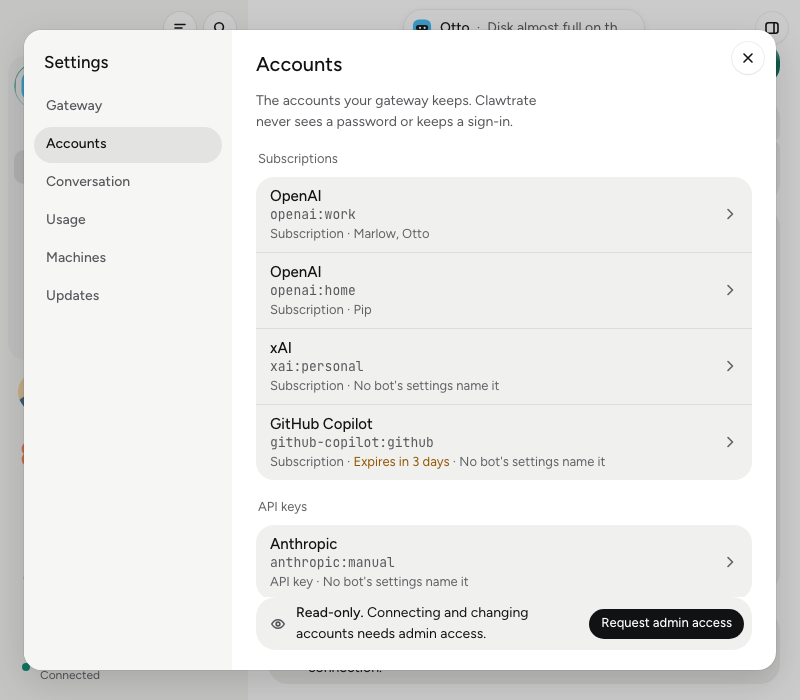 Otto · Disk almost full on th
Settings
Gateway
Accounts
Conversation
Usage
Machines
Updates
Connected
Accounts
The accounts your gateway keeps. Clawtrate
never sees a password or keeps a sign-in.
Subscriptions
OpenAI
openai:work
Subscription · Marlow, Otto
OpenAI
openai:home
Subscription · Pip
xAI
xai:personal
Subscription · No bot's settings name it
GitHub Copilot
github-copilot:github
Subscription · Expires in 3 days · No bot's settings name it
API keys
Anthropic
anthropic:manual
API key · No bot's settings name it
Read-only. Connecting and changing
accounts needs admin access.
Request admin access
connection.